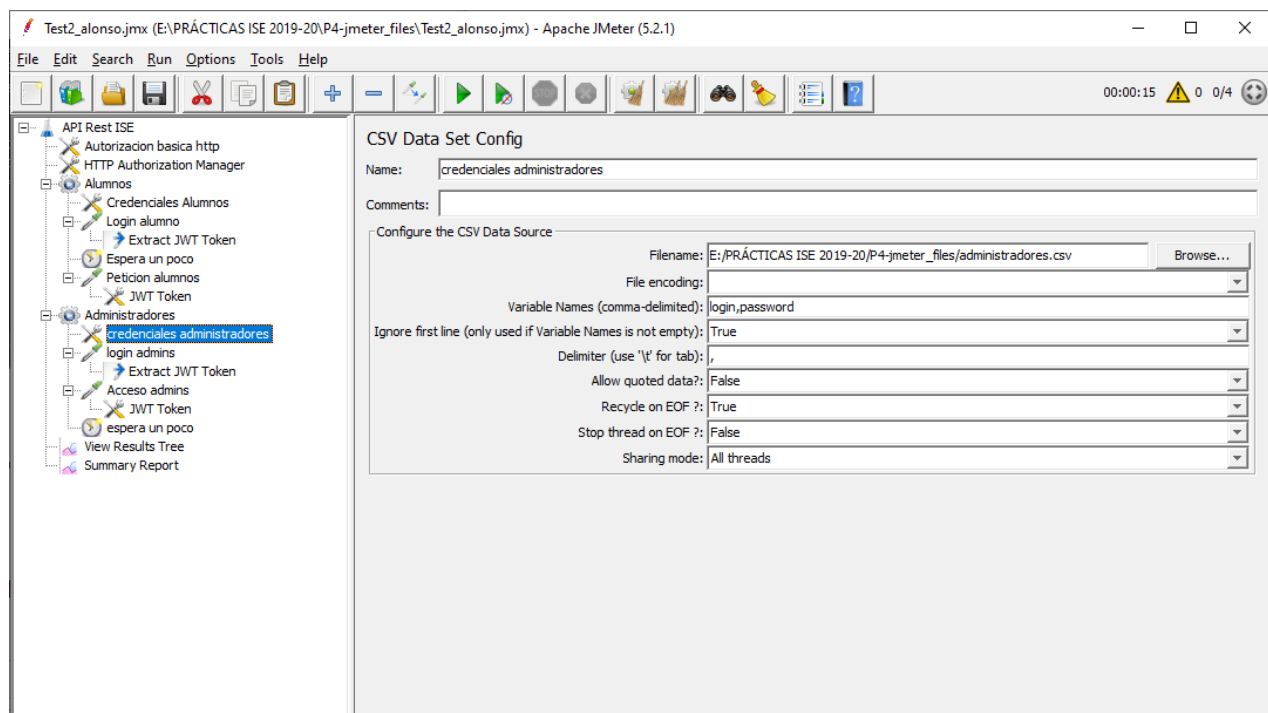 Test2_alonso.jmx (E:\PRÁCTICAS ISE 2019-20\P4-jmeter_files\Test2_alonso.jmx) - Apache JMeter (5.2.1)
File Edit Search Run Options Tools Help
STOP
00:00:15 0 0/4
API Rest ISE
Autorizacion basica http
HTTP Authorization Manager
Alumnos
Credenciales Alumnos
Login alumno
Extract JWT Token
Espera un poco
Peticion alumnos
JWT Token
Administradores
credenciales administradores
login admins
Extract JWT Token
Acceso admins
JWT Token
espera un poco
View Results Tree
Summary Report
CSV Data Set Config
Name: credenciales administradores
Comments:
Configure the CSV Data Source
Filename: E:/PRÁCTICAS ISE 2019-20/P4-jmeter_files/administradores.csv Browse...
File encoding:
Variable Names (comma-delimited): login,password
Ignore first line (only used if Variable Names is not empty): True
Delimiter (use '\t' for tab): ,
Allow quoted data?: False
Recycle on EOF ?: True
Stop thread on EOF ?: False
Sharing mode: All threads